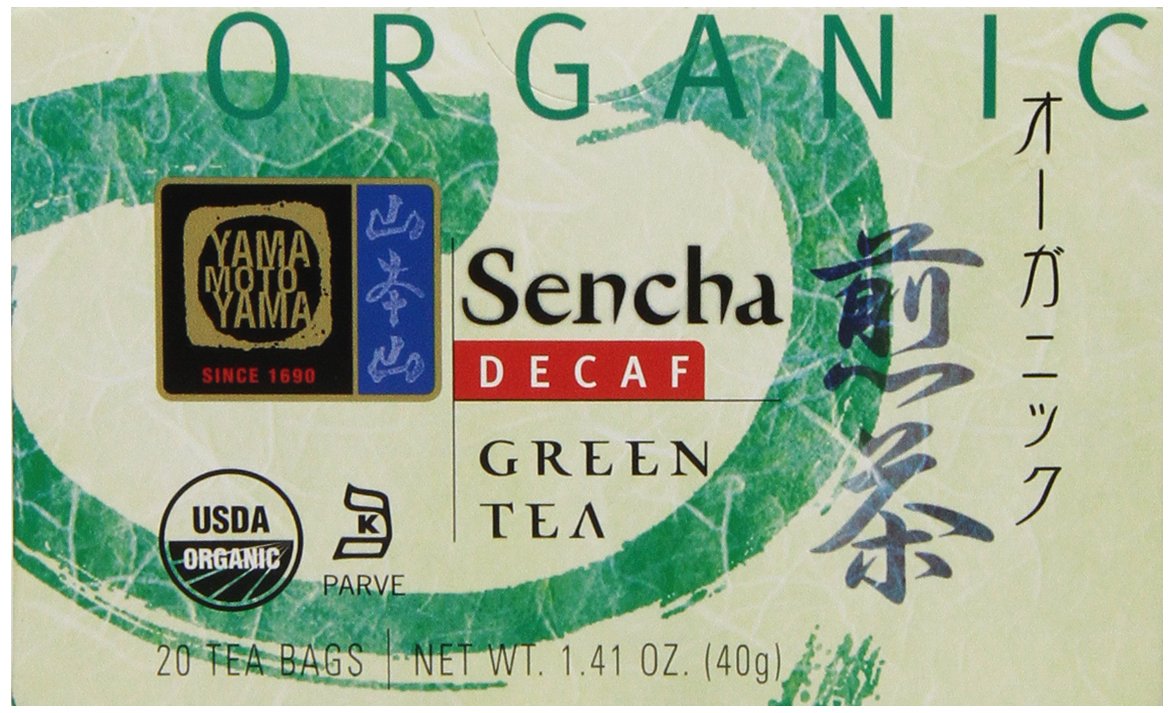 ORGANIC
オーガニック
煎茶
YAMA
MOTO
YAMA
SINCE 1690
山本山
Sencha
DECAF
GREEN
TEA
USDA
ORGANIC
K
PARVE
20 TEA BAGS | NET WT. 1.41 OZ. (40g)